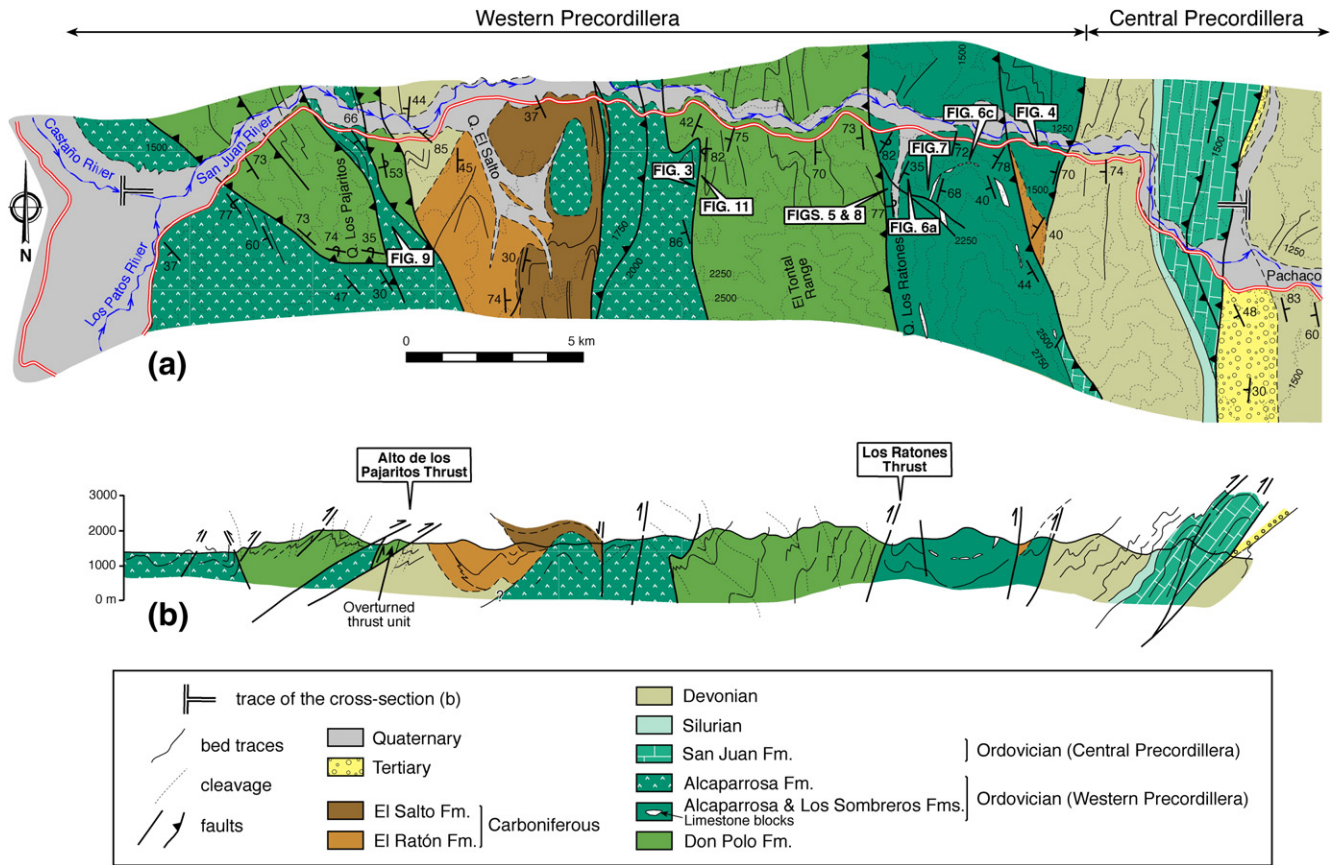 Western Precordillera
Central Precordillera
Castaño River
1500
San Juan River
Los Patos River
N
37
77
60
73
73
74
Q. Los Pajaritos
35
47
30
66
53
44
85
45
FIG. 9
Q. El Salto
37
30
74
1750
2000
FIG. 3
86
42
82
75
FIG. 11
2250
2500
70
El Tontal
Range
73
FIGS. 5 & 8
77
82
35
Q. Los Ratones
FIG. 6a
FIG. 7
FIG. 6c
FIG. 4
1500
1250
72
78
68
40
2250
1500
70
40
44
2500
2750
74
1500
1500
1250
Pachaco
48
83
60
30
1500
(a)
0
5 km
Alto de los
Pajaritos Thrust
Los Ratones
Thrust
3000
2000
1000
0 m
(b)
Overturned
thrust unit
?
trace of the cross-section (b)
bed traces
cleavage
faults
Quaternary
Tertiary
El Salto Fm.
El Ratón Fm.
Carboniferous
Devonian
Silurian
San Juan Fm.
Ordovician (Central Precordillera)
Alcaparrosa Fm.
Alcaparrosa & Los Sombreros Fms.
Limestone blocks
Ordovician (Western Precordillera)
Don Polo Fm.